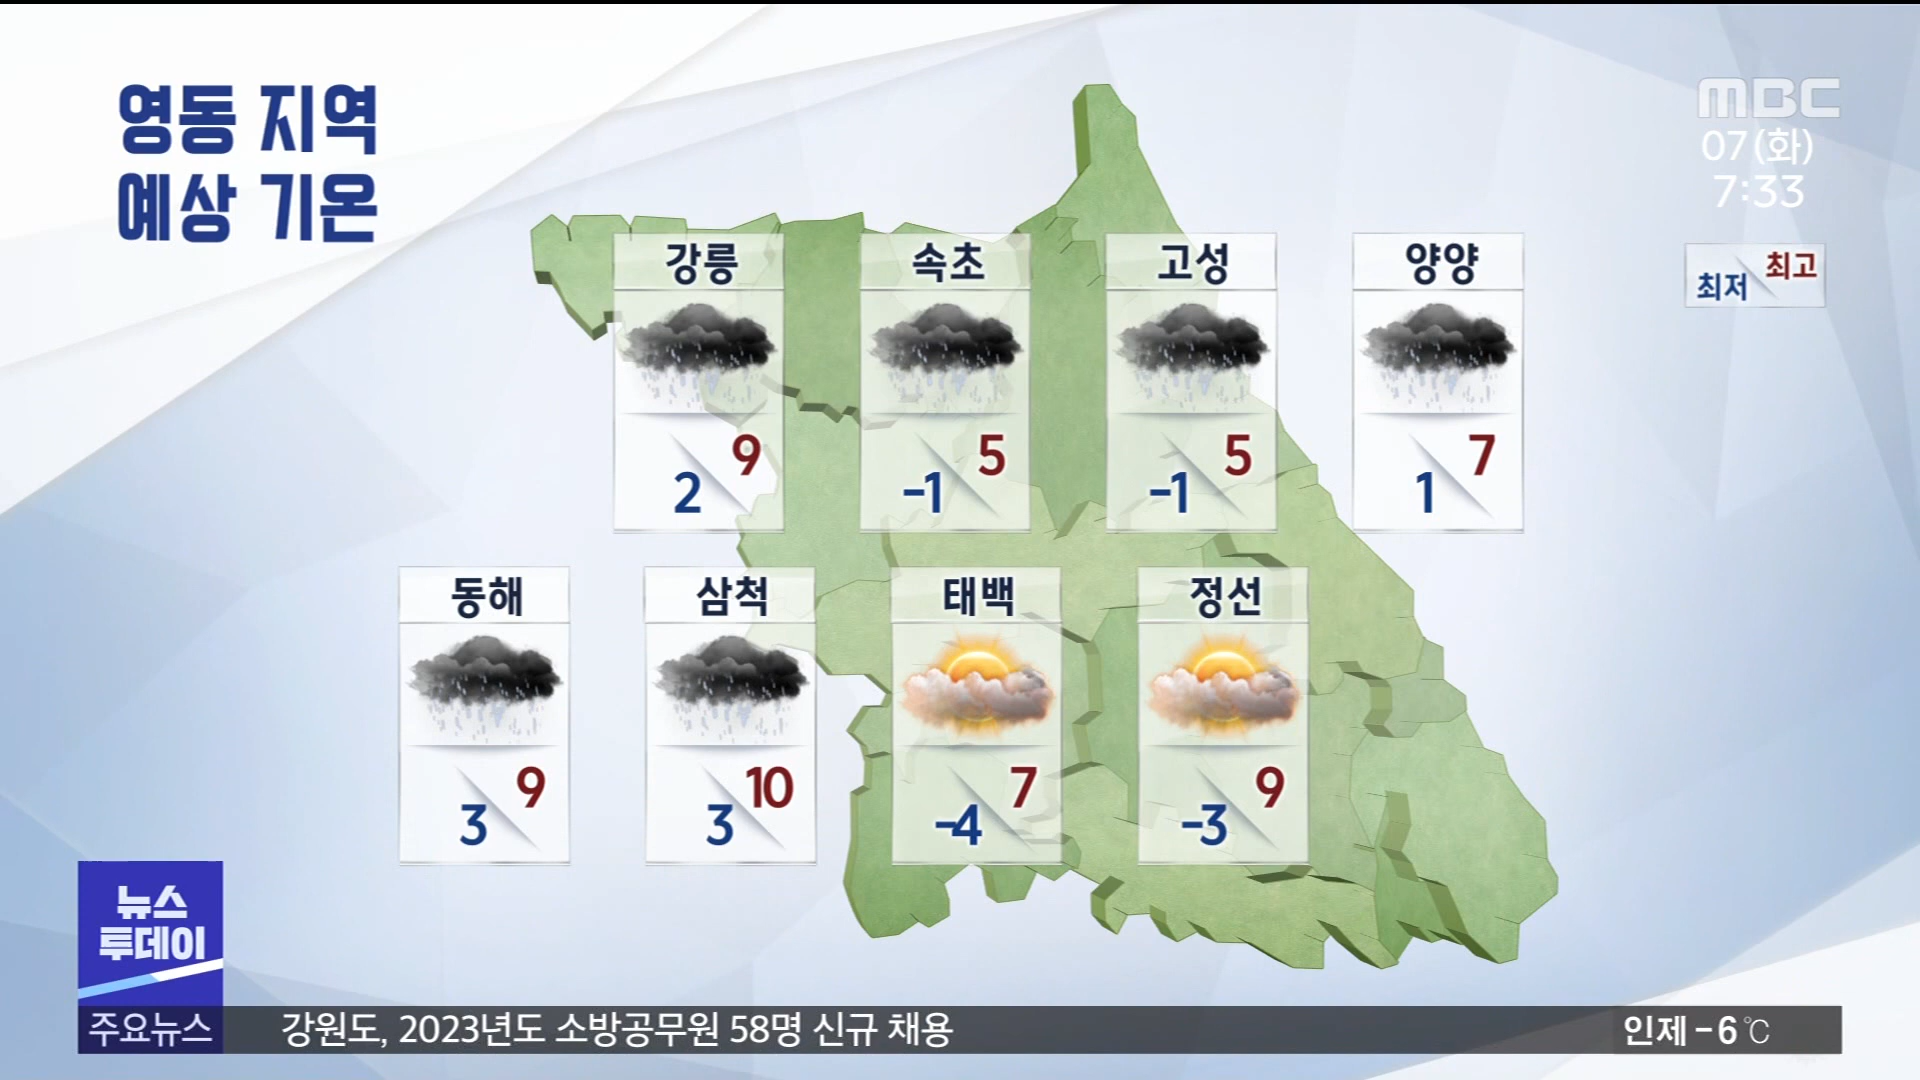 영동 지역
예상 기온
MBC
07(화)
7:33
최저 최고
강릉 속초 고성 양양
2 9 -1 5 -1 5 1 7
동해 삼척 태백 정선
3 9 3 10 -4 7 -3 9
뉴스
투데이
주요뉴스 강원도, 2023년도 소방공무원 58명 신규 채용 인제 -6℃